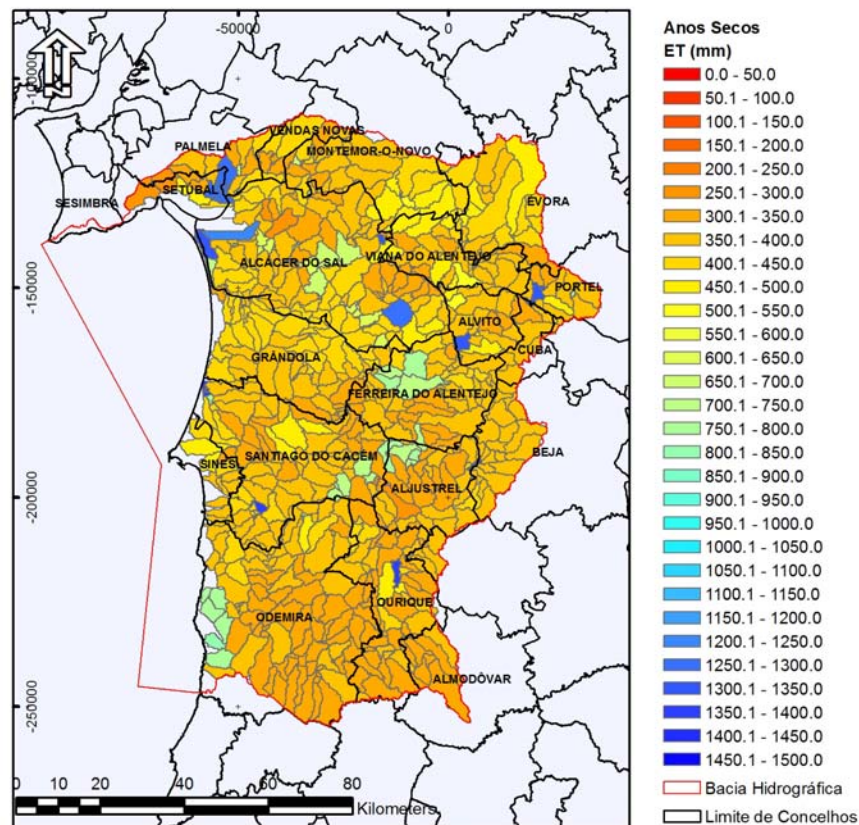 -50000
0
-100000
-150000
-200000
-250000
VENDAS NOVAS
PALMELA
MONTEMOR-O-NOVO
SETÚBAL
SESIMBRA
ÉVORA
ALCÁCER DO SAL
VIANA DO ALENTEJO
PORTEL
ALVITO
CUBA
GRÂNDOLA
FERREIRA DO ALENTEJO
BEJA
SANTIAGO DO CACÉM
SINES
ALJUSTREL
ODEMIRA
OURIQUE
ALMODÔVAR
0 10 20 40 60 80
Kilometers
Anos Secos
ET (mm)
0.0 - 50.0
50.1 - 100.0
100.1 - 150.0
150.1 - 200.0
200.1 - 250.0
250.1 - 300.0
300.1 - 350.0
350.1 - 400.0
400.1 - 450.0
450.1 - 500.0
500.1 - 550.0
550.1 - 600.0
600.1 - 650.0
650.1 - 700.0
700.1 - 750.0
750.1 - 800.0
800.1 - 850.0
850.1 - 900.0
900.1 - 950.0
950.1 - 1000.0
1000.1 - 1050.0
1050.1 - 1100.0
1100.1 - 1150.0
1150.1 - 1200.0
1200.1 - 1250.0
1250.1 - 1300.0
1300.1 - 1350.0
1350.1 - 1400.0
1400.1 - 1450.0
1450.1 - 1500.0
Bacia Hidrográfica
Limite de Concelhos